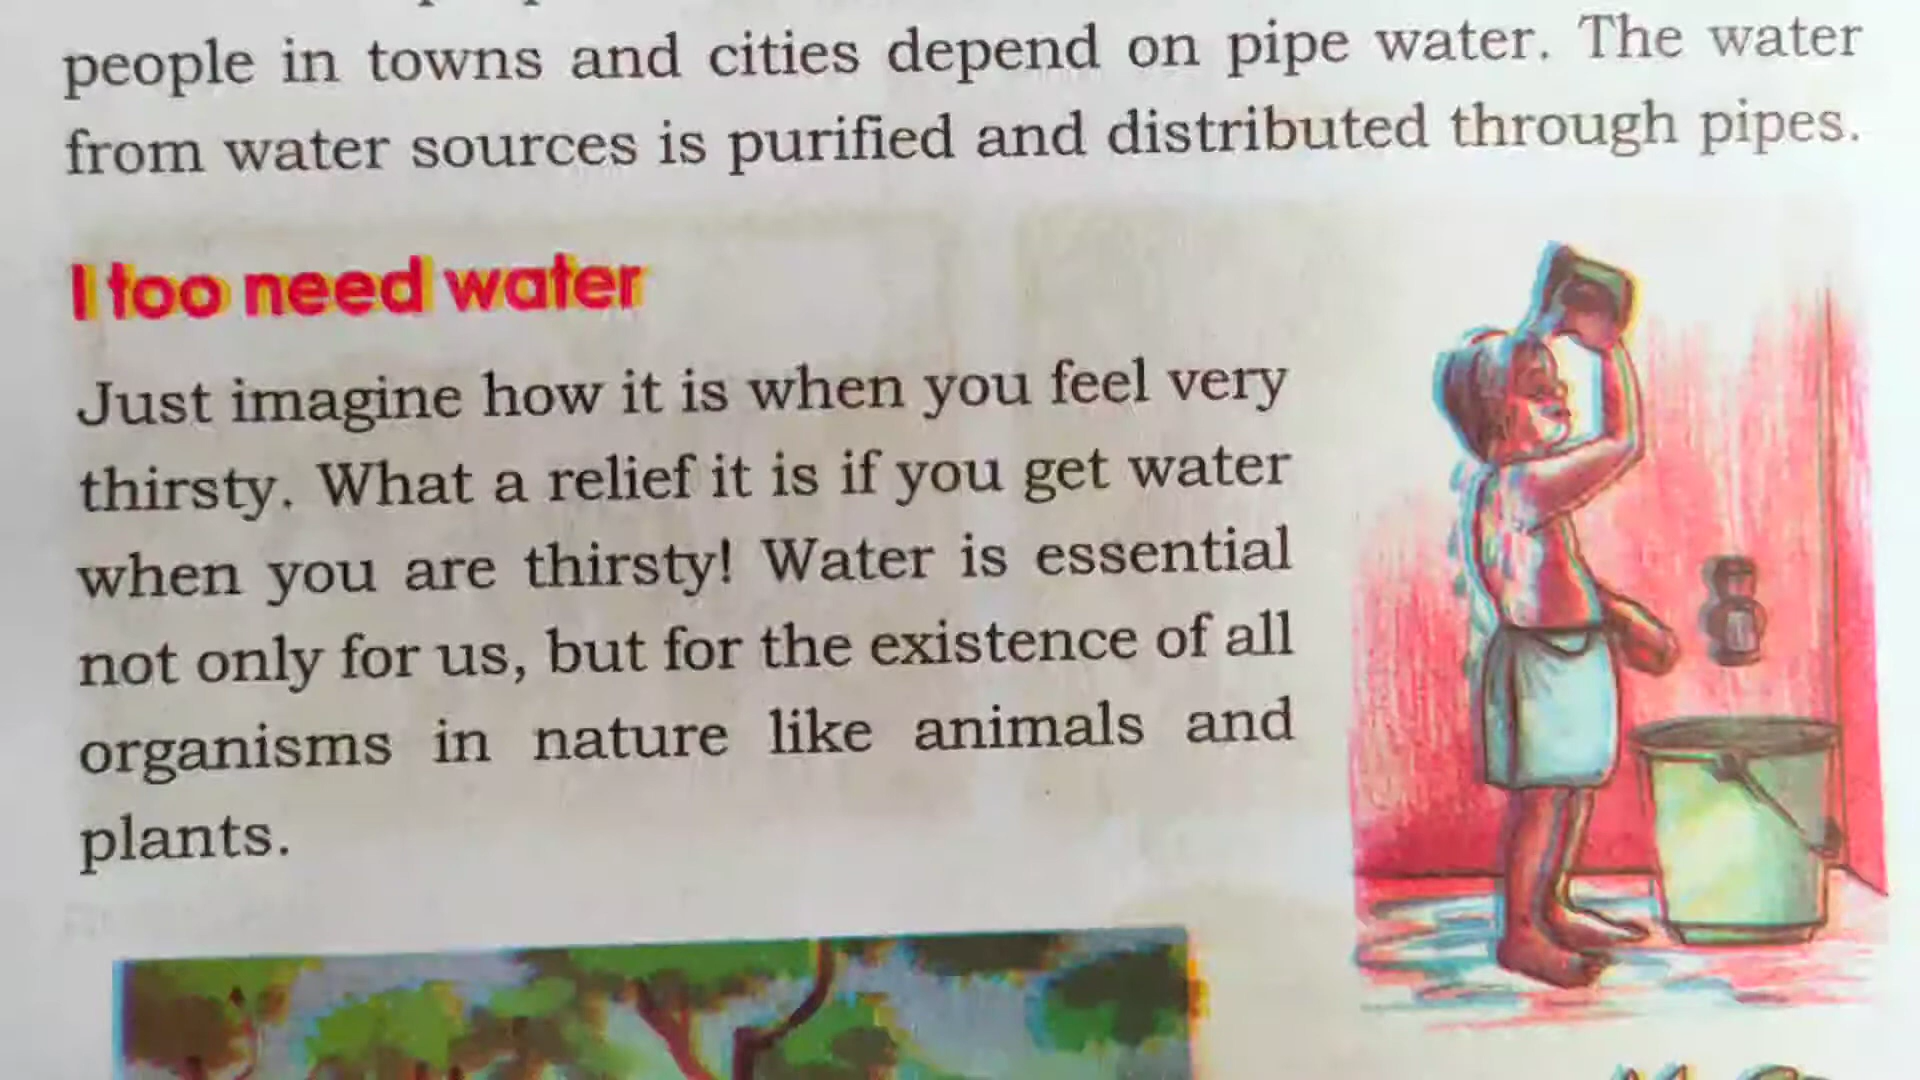 people in towns and cities depend on pipe water. The water
from water sources is purified and distributed through pipes.
I too need water
Just imagine how it is when you feel very
thirsty. What a relief it is if you get water
when you are thirsty! Water is essential
not only for us, but for the existence of all
organisms in nature like animals and
plants.